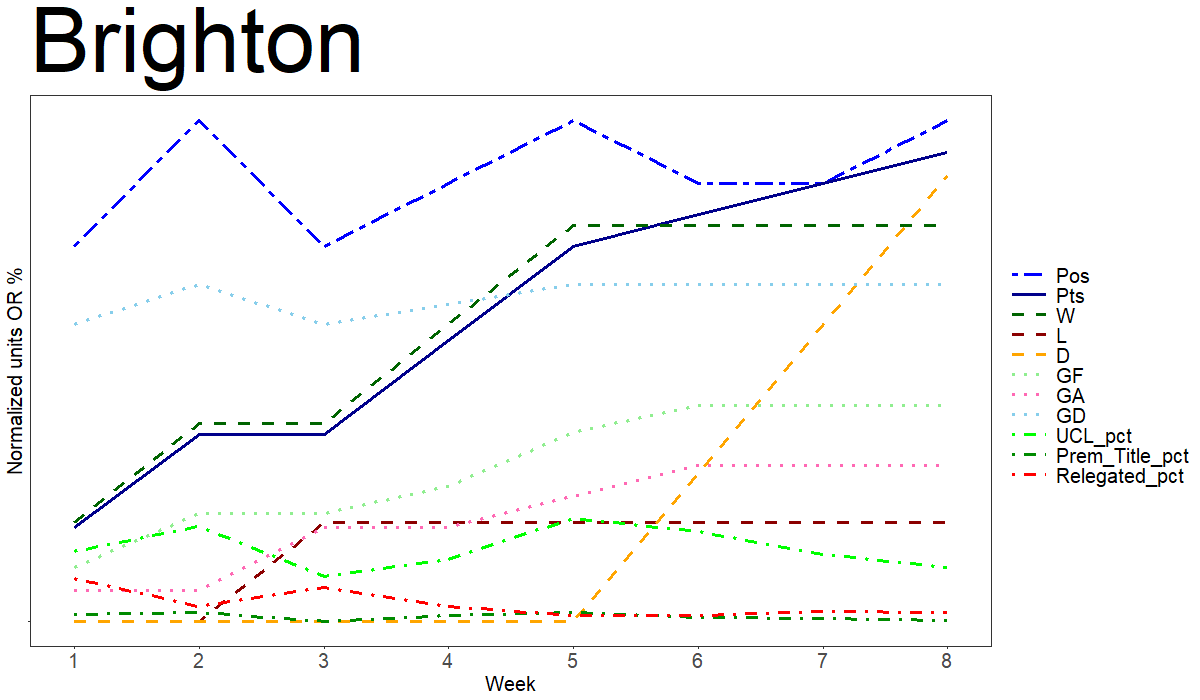 Brighton
Normalized units OR %
Pos
Pts
W
L
D
GF
GA
GD
UCL_pct
Prem_Title_pct
Relegated_pct
1 2 3 4 5 6 7 8
Week